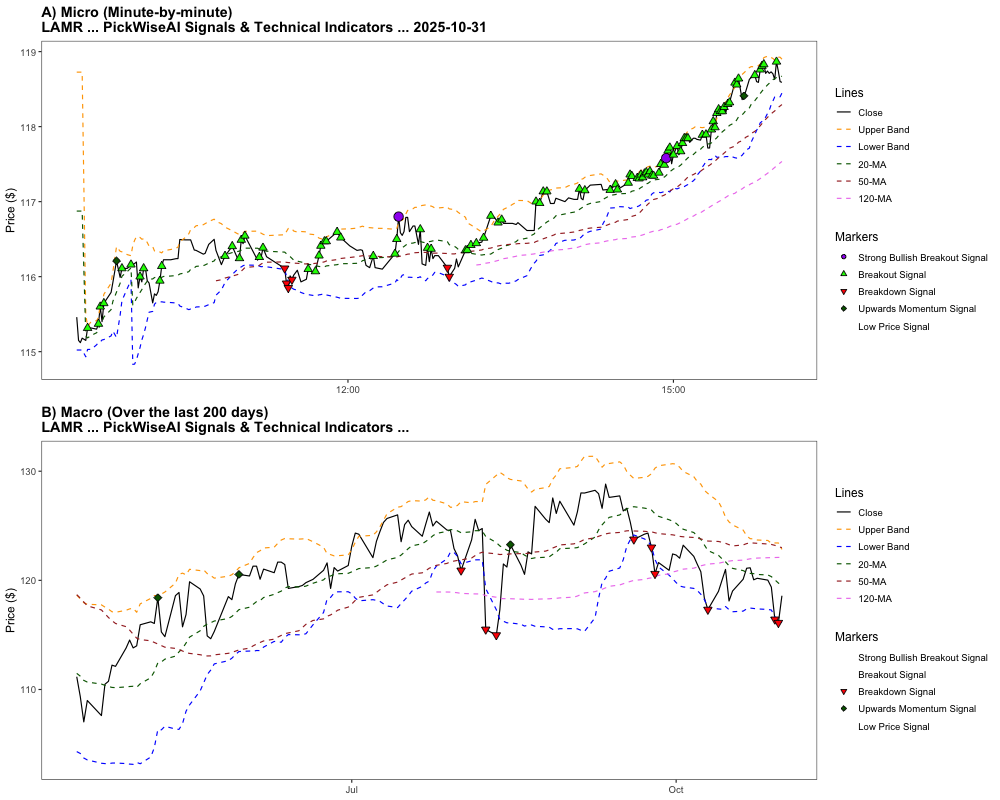 A) Micro (Minute-by-minute)
LAMR ... PickWiseAI Signals & Technical Indicators ... 2025-10-31
119
118
117
116
115
Price ($)
12:00
15:00
Lines
Close
Upper Band
Lower Band
20-MA
50-MA
120-MA
Markers
Strong Bullish Breakout Signal
Breakout Signal
Breakdown Signal
Upwards Momentum Signal
Low Price Signal
B) Macro (Over the last 200 days)
LAMR ... PickWiseAI Signals & Technical Indicators ...
130
120
110
Price ($)
Jul
Oct
Lines
Close
Upper Band
Lower Band
20-MA
50-MA
120-MA
Markers
Strong Bullish Breakout Signal
Breakout Signal
Breakdown Signal
Upwards Momentum Signal
Low Price Signal